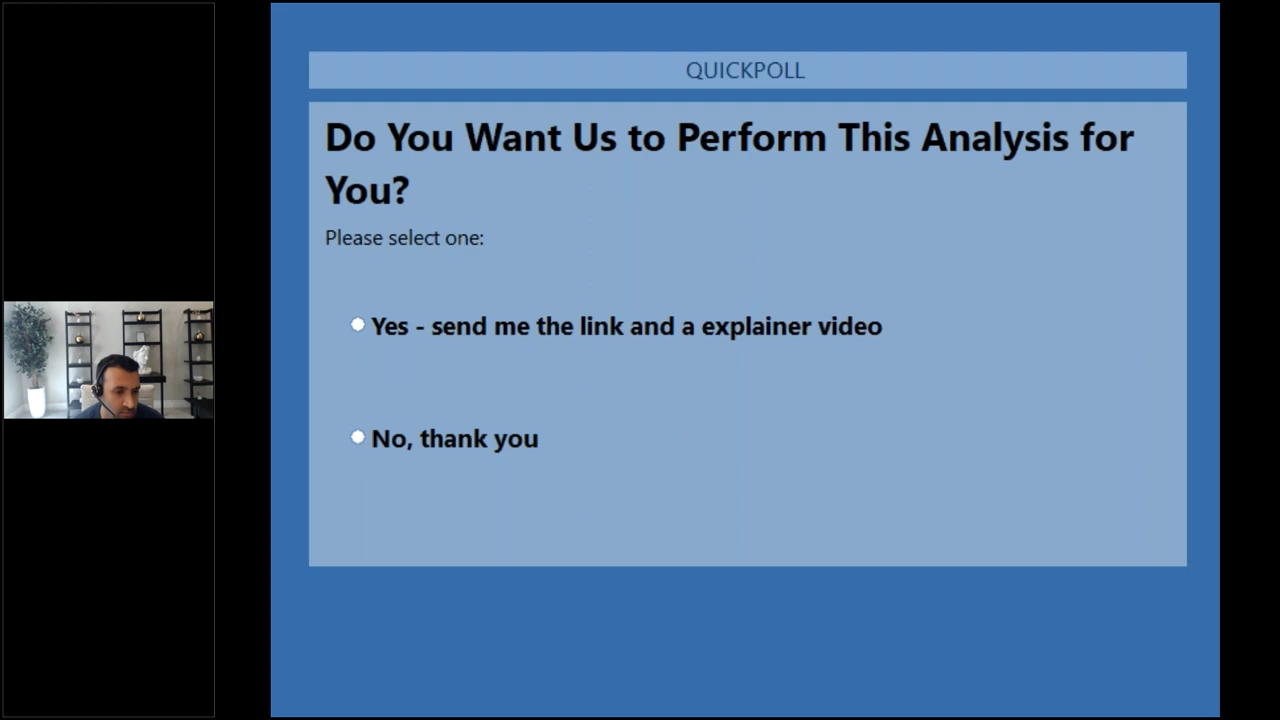 QUICKPOLL
Do You Want Us to Perform This Analysis for
You?
Please select one:
Yes - send me the link and a explainer video
No, thank you